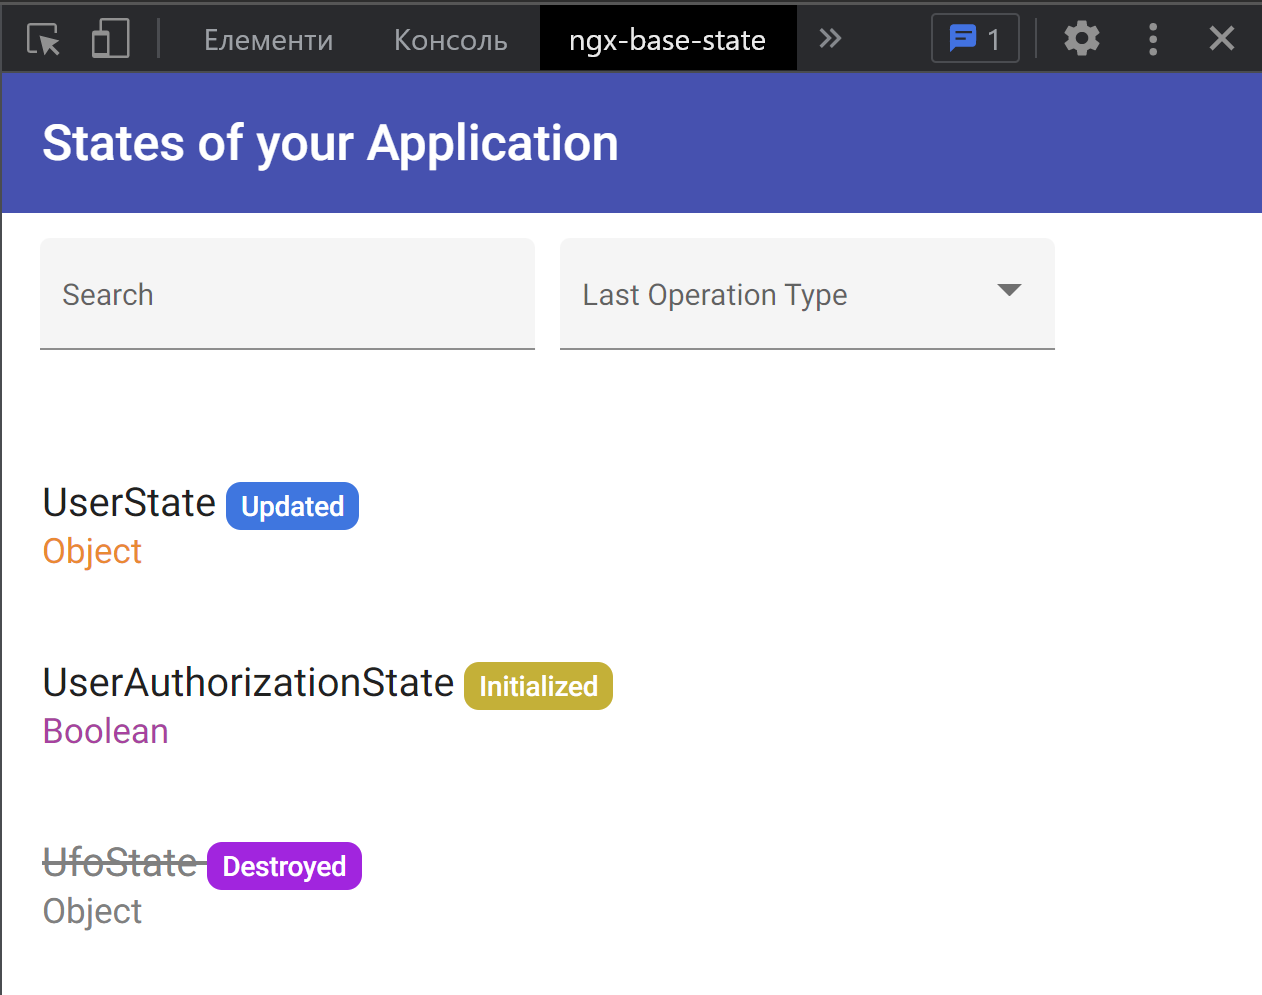 Елементи Консоль ngx-base-state 1
States of your Application
Search Last Operation Type
UserState Updated
Object
UserAuthorizationState Initialized
Boolean
UfoState Destroyed
Object